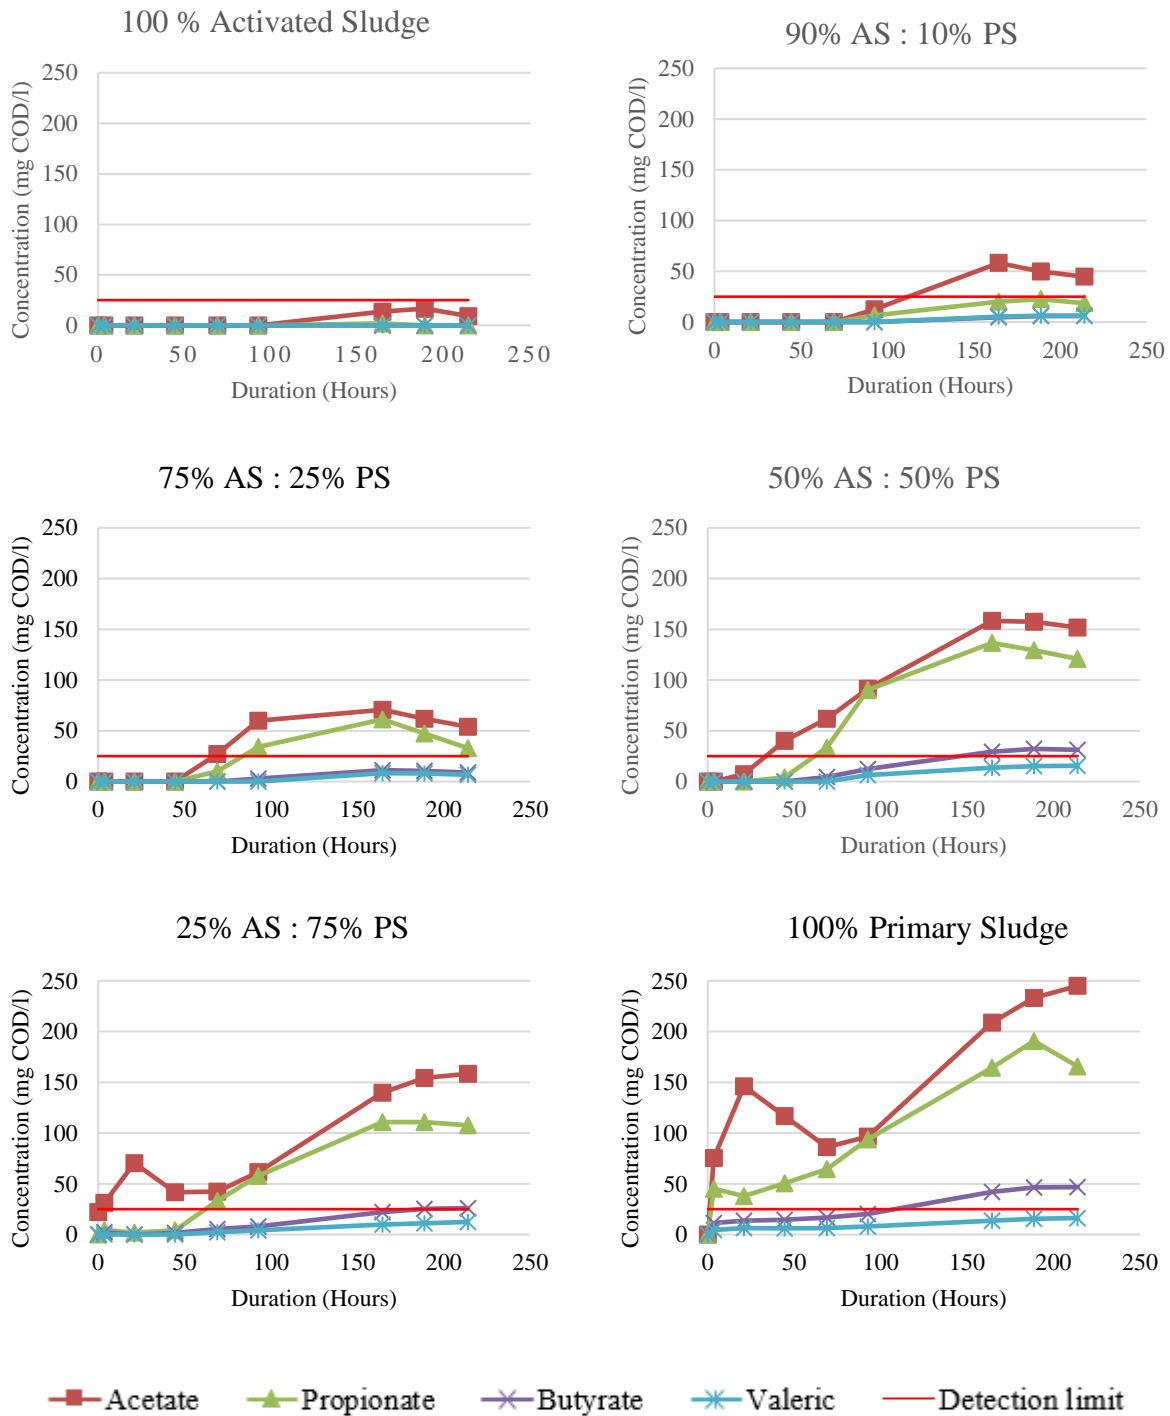 100 % Activated Sludge
Concentration (mg COD/l)
250
200
150
100
50
0
0 50 100 150 200 250
Duration (Hours)
90% AS : 10% PS
Concentration (mg COD/l)
250
200
150
100
50
0
0 50 100 150 200 250
Duration (Hours)
75% AS : 25% PS
Concentration (mg COD/l)
250
200
150
100
50
0
0 50 100 150 200 250
Duration (Hours)
50% AS : 50% PS
Concentration (mg COD/l)
250
200
150
100
50
0
0 50 100 150 200 250
Duration (Hours)
25% AS : 75% PS
Concentration (mg COD/l)
250
200
150
100
50
0
0 50 100 150 200 250
Duration (Hours)
100% Primary Sludge
Concentration (mg COD/l)
250
200
150
100
50
0
0 50 100 150 200 250
Duration (Hours)
Acetate Propionate Butyrate Valeric Detection limit